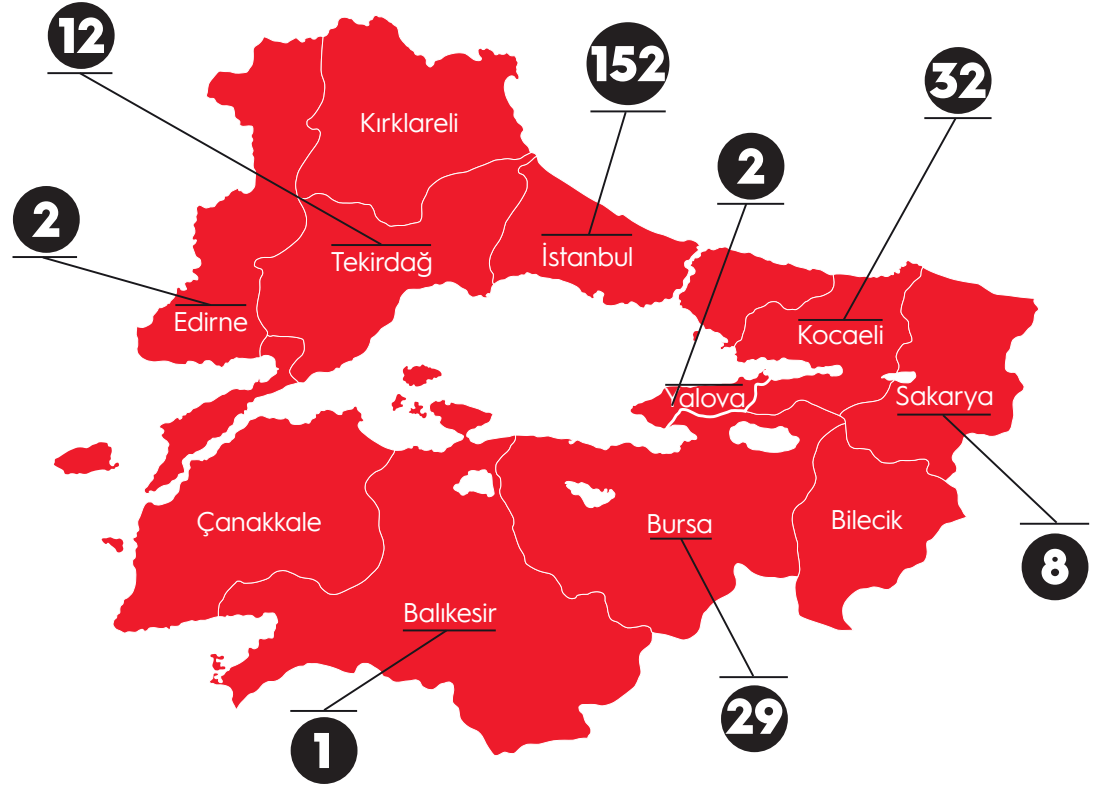 12
152
32
Kırklareli
2
2
Tekirdağ
İstanbul
Edirne
Kocaeli
Yalova
Sakarya
Çanakkale
Bursa
Bilecik
8
Balıkesir
29
1